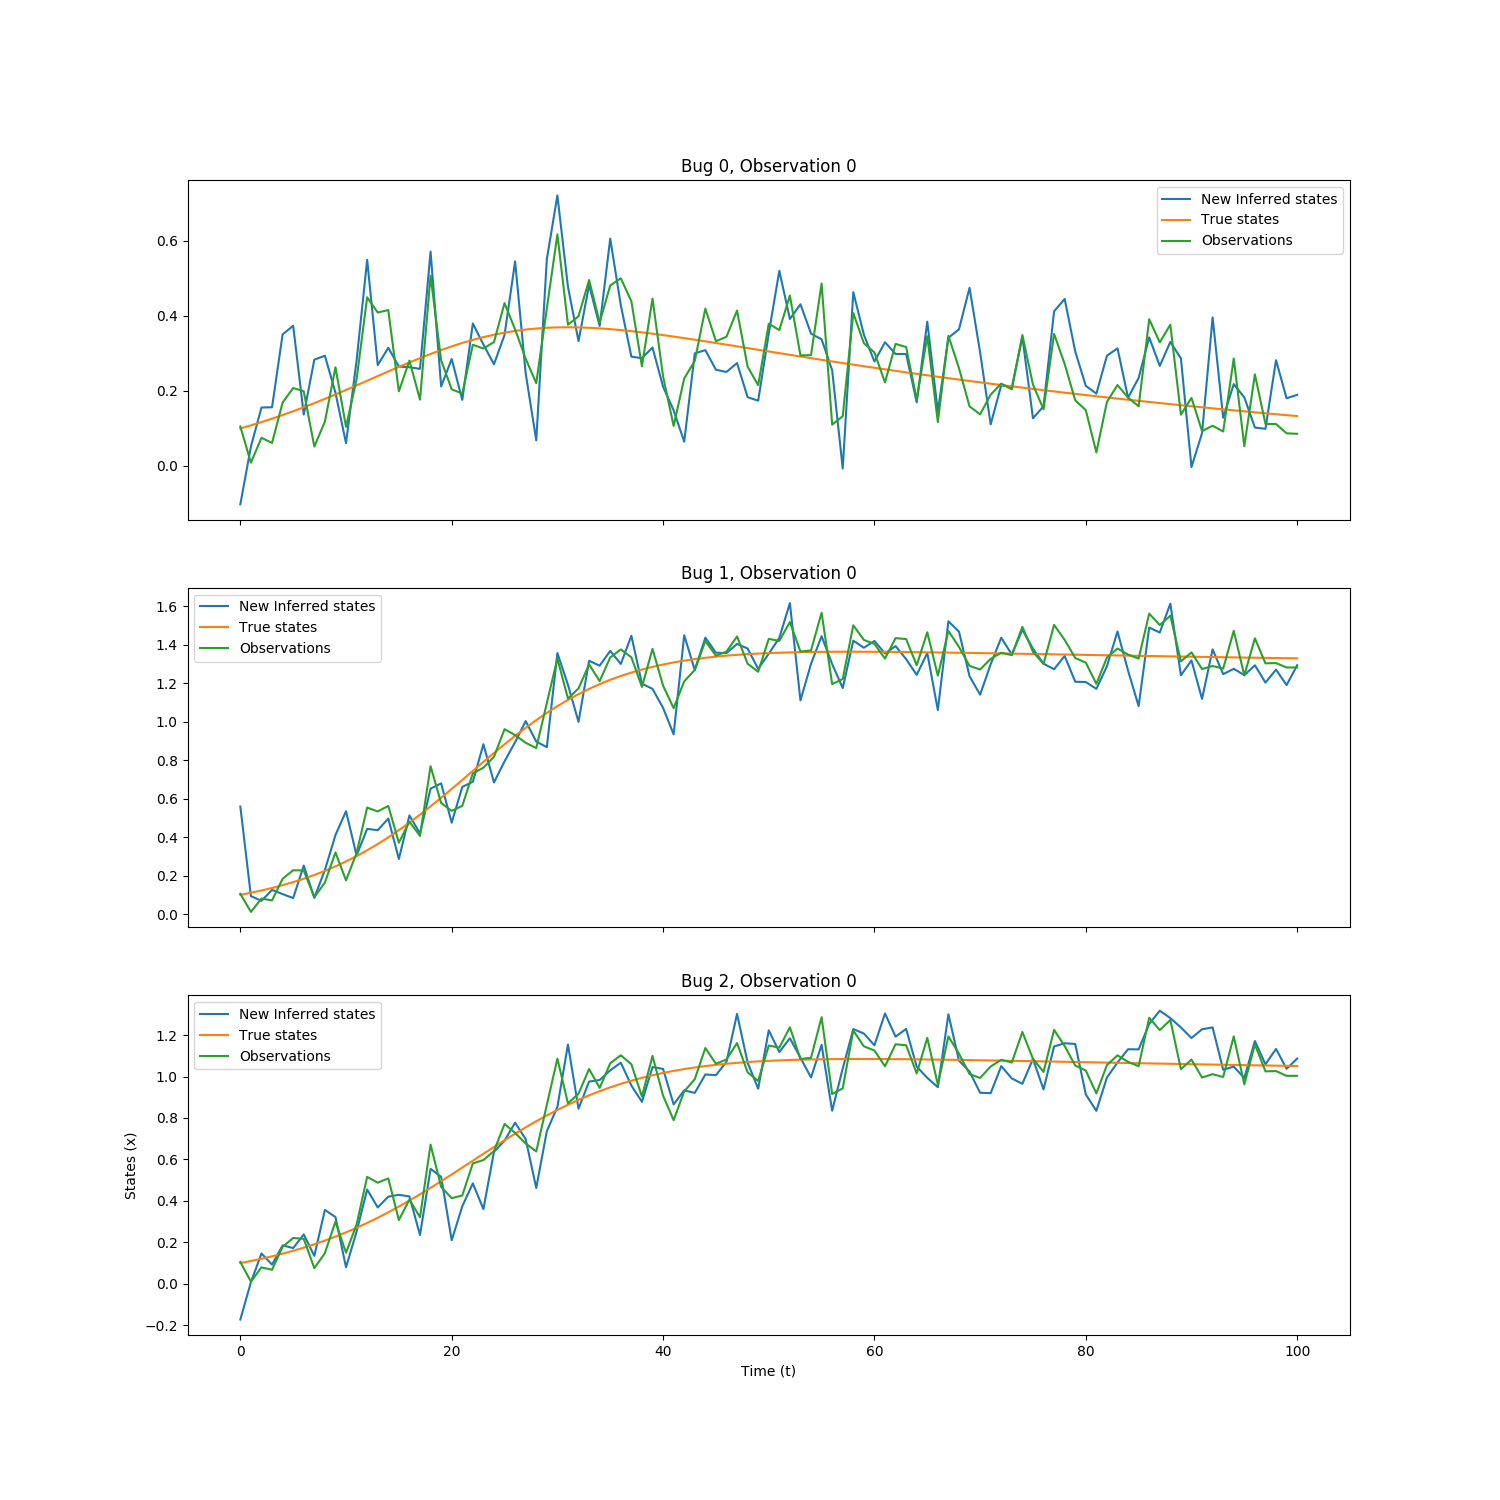 Bug 0, Observation 0
New Inferred states
True states
Observations
0.6
0.4
0.2
0.0
Bug 1, Observation 0
New Inferred states
True states
Observations
1.6
1.4
1.2
1.0
0.8
0.6
0.4
0.2
0.0
Bug 2, Observation 0
New Inferred states
True states
Observations
1.2
1.0
0.8
0.6
0.4
0.2
0.0
−0.2
States (x)
0 20 40 60 80 100
Time (t)